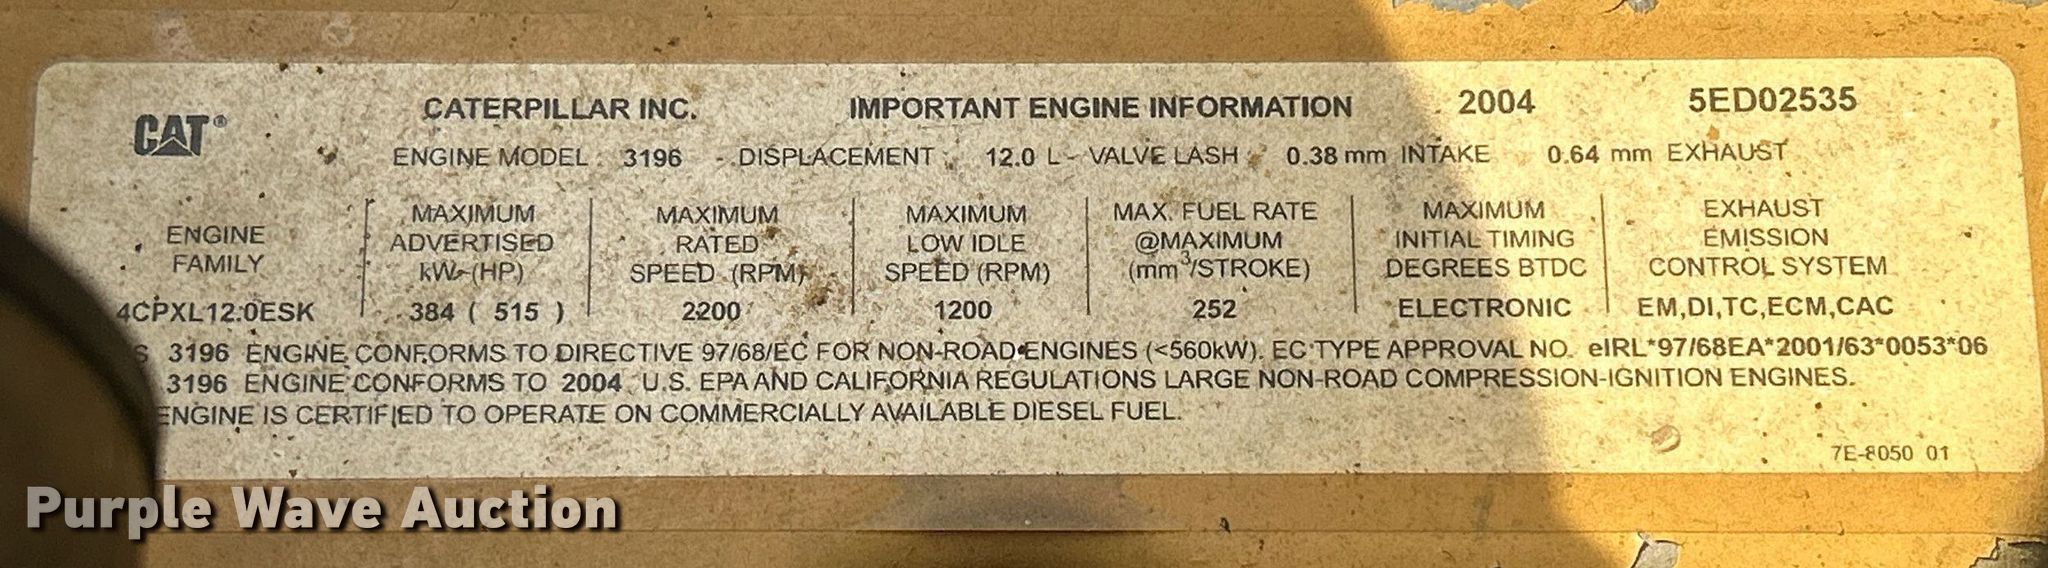 CAT® CATERPILLAR INC. IMPORTANT ENGINE INFORMATION 2004 5ED02535
ENGINE MODEL 3196 DISPLACEMENT 12.0 L VALVE LASH 0.38 mm INTAKE 0.64 mm EXHAUST
ENGINE
FAMILY
4CPXL12.0ESK
MAXIMUM
ADVERTISED
kW-(HP)
384 ( 515 )
MAXIMUM
RATED
SPEED (RPM)
2200
MAXIMUM
LOW IDLE
SPEED (RPM)
1200
MAX. FUEL RATE
@MAXIMUM
(mm³/STROKE)
252
MAXIMUM
INITIAL TIMING
DEGREES BTDC
ELECTRONIC
EXHAUST
EMISSION
CONTROL SYSTEM
EM,DI,TC,ECM,CAC
S 3196 ENGINE CONFORMS TO DIRECTIVE 97/68/EC FOR NON-ROAD ENGINES (<560kW). EC TYPE APPROVAL NO. eIRL*97/68EA*2001/63*0053*06
3196 ENGINE CONFORMS TO 2004 U.S. EPA AND CALIFORNIA REGULATIONS LARGE NON-ROAD COMPRESSION-IGNITION ENGINES.
ENGINE IS CERTIFIED TO OPERATE ON COMMERCIALLY AVAILABLE DIESEL FUEL.
7E-8050 01
Purple Wave Auction